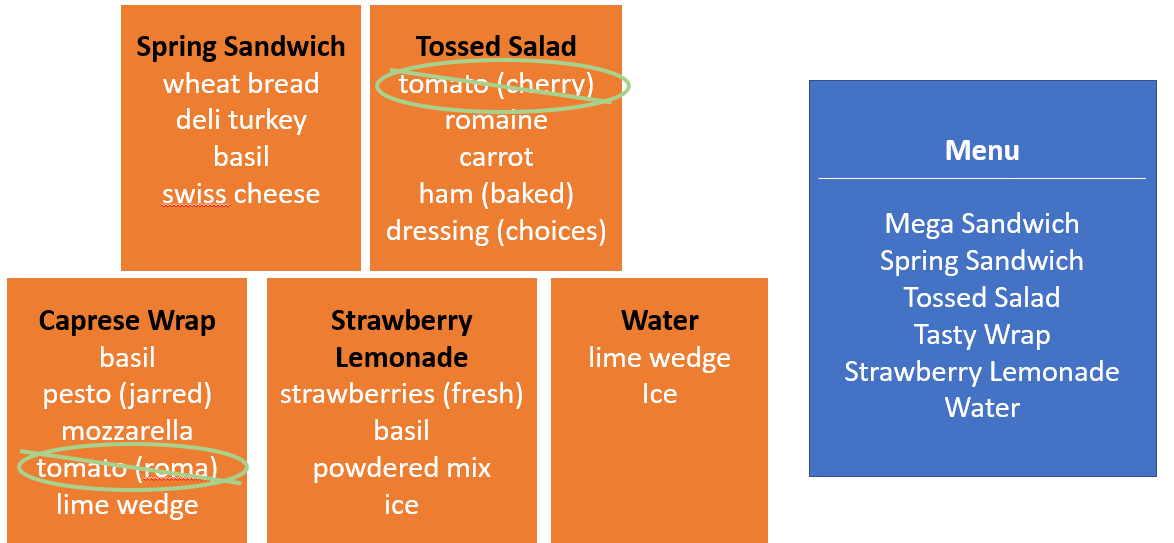 Spring Sandwich
wheat bread
deli turkey
basil
swiss cheese
Tossed Salad
tomato (cherry)
romaine
carrot
ham (baked)
dressing (choices)
Caprese Wrap
basil
pesto (jarred)
mozzarella
tomato (roma)
lime wedge
Strawberry
Lemonade
strawberries (fresh)
basil
powdered mix
ice
Water
lime wedge
Ice
Menu
Mega Sandwich
Spring Sandwich
Tossed Salad
Tasty Wrap
Strawberry Lemonade
Water